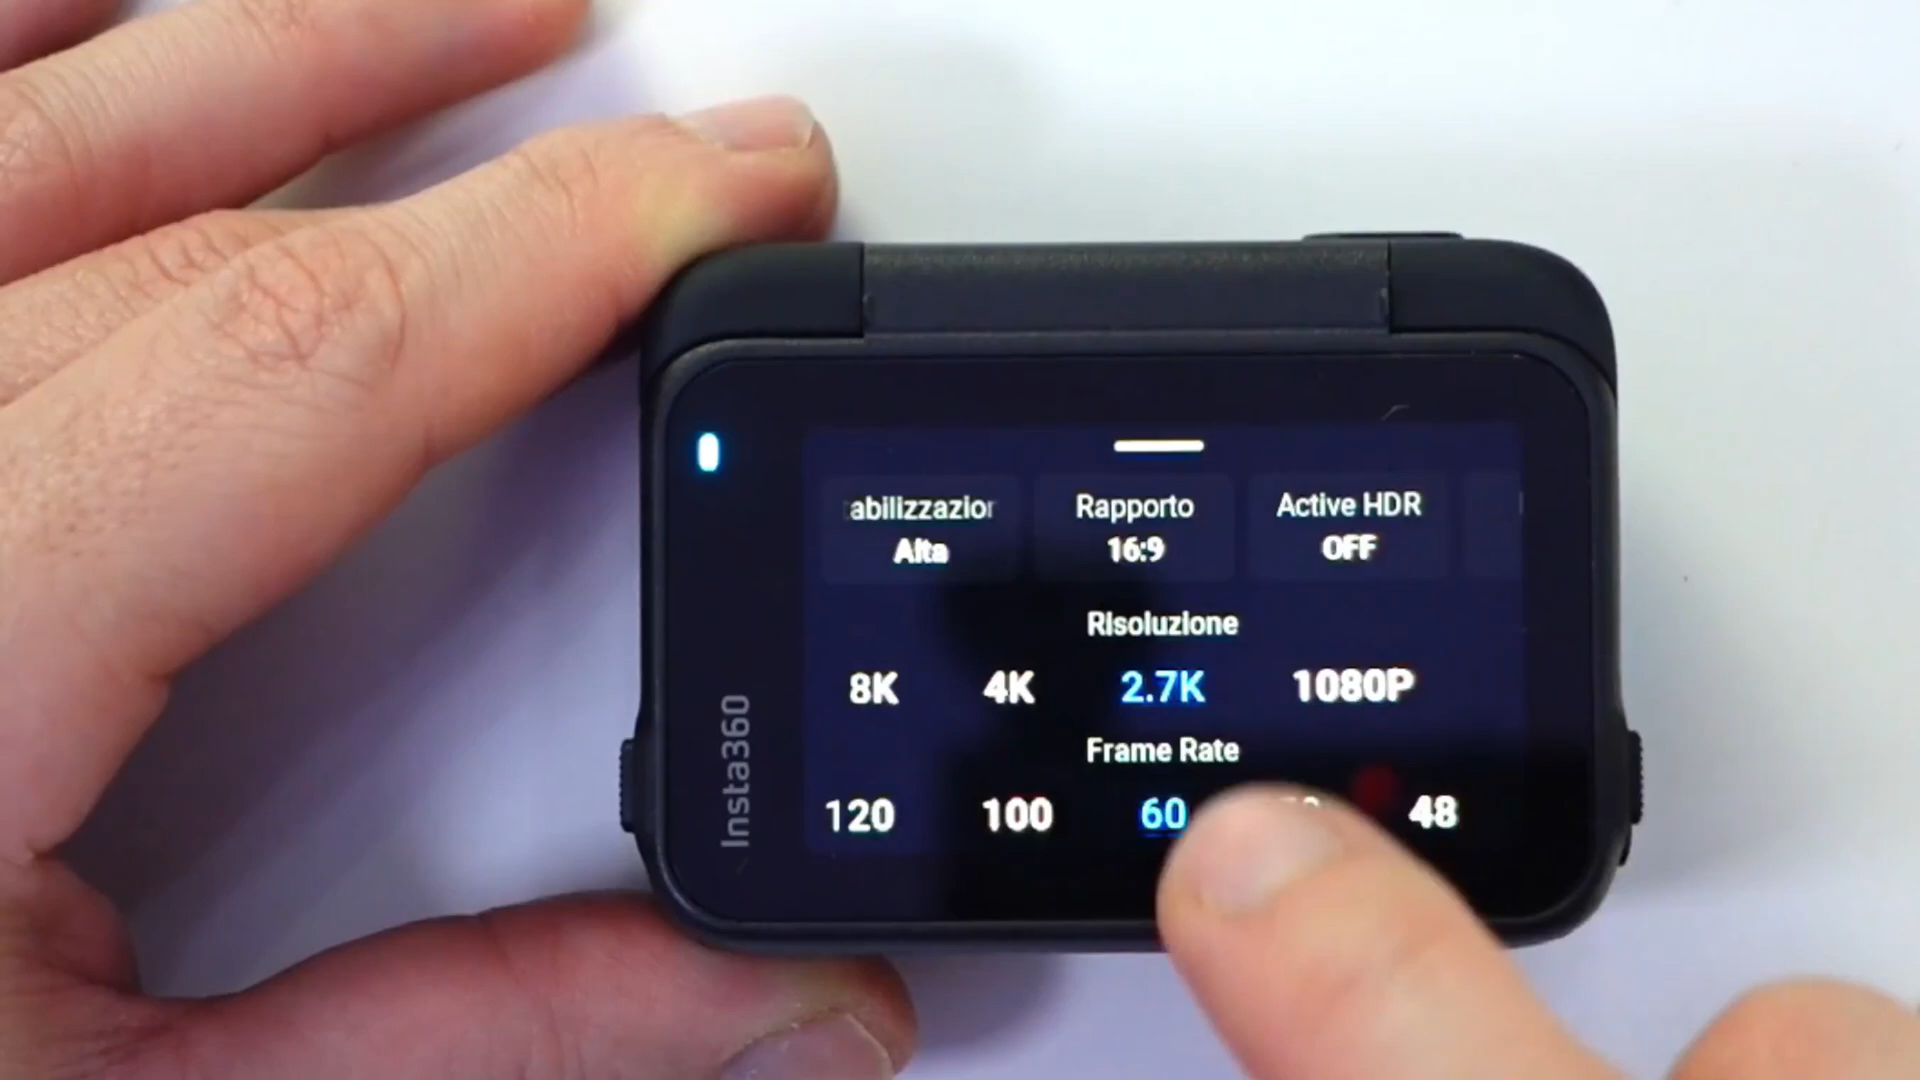 abilizzazior Rapporto Active HDR
Alta 16:9 OFF
Risoluzione
8K 4K 2.7K 1080P
Frame Rate
120 100 60 48
Insta360